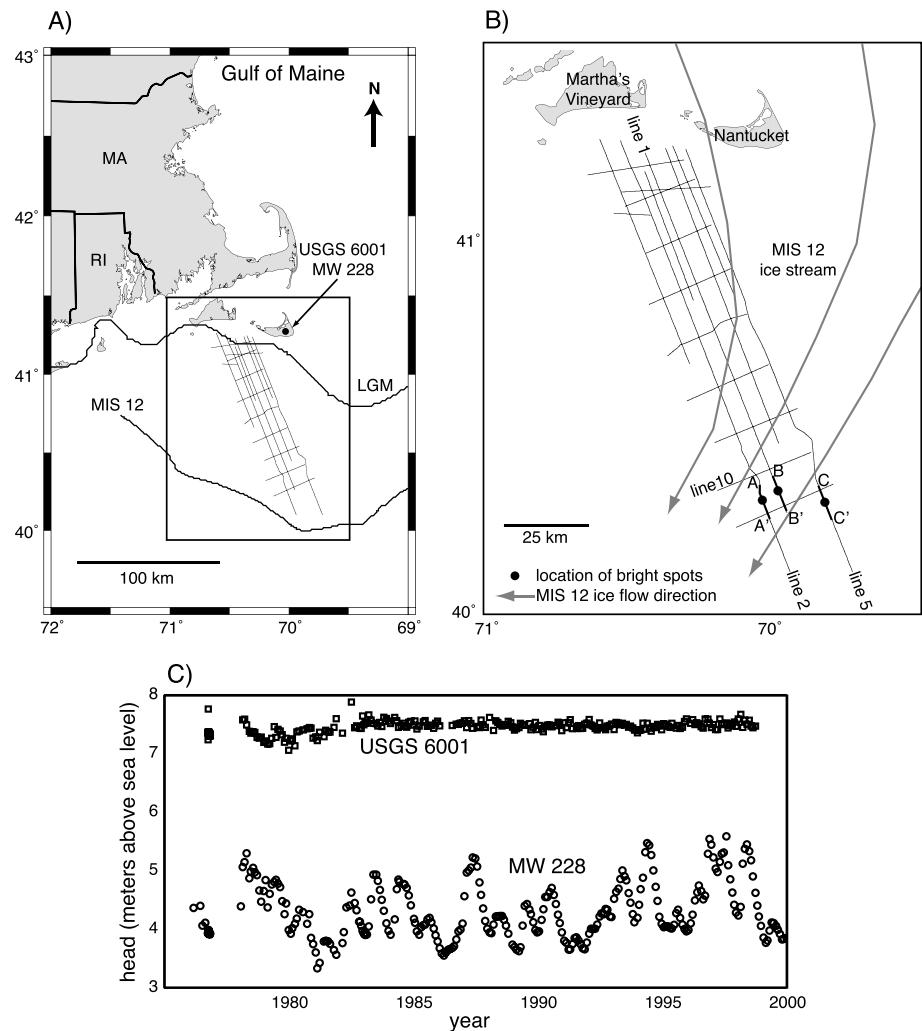 A)
43˚
42˚
41˚
40˚
72˚
71˚
70˚
69˚
Gulf of Maine
N
MA
RI
USGS 6001
MW 228
LGM
MIS 12
100 km
B)
Martha's
Vineyard
Nantucket
line 1
41˚
MIS 12
ice stream
line10
A
B
C
A'
B'
C'
line 2
line 5
25 km
location of bright spots
MIS 12 ice flow direction
40˚
71˚
70˚
C)
head (meters above sea level)
8
7
6
5
4
3
USGS 6001
MW 228
1980
1985
1990
1995
2000
year